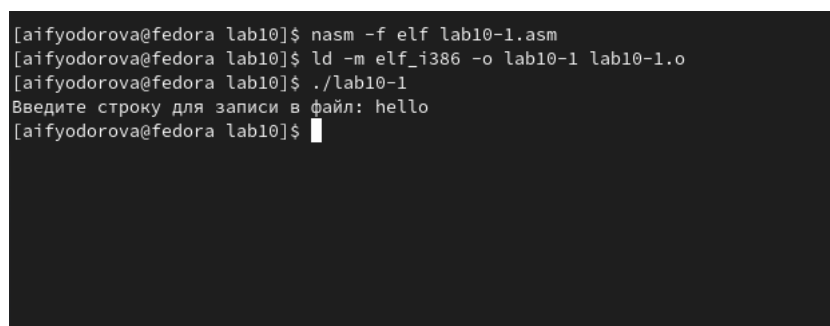 [aifyodorova@fedora lab10]$ nasm -f elf lab10-1.asm
[aifyodorova@fedora lab10]$ ld -m elf_i386 -o lab10-1 lab10-1.o
[aifyodorova@fedora lab10]$ ./lab10-1
Введите строку для записи в файл: hello
[aifyodorova@fedora lab10]$